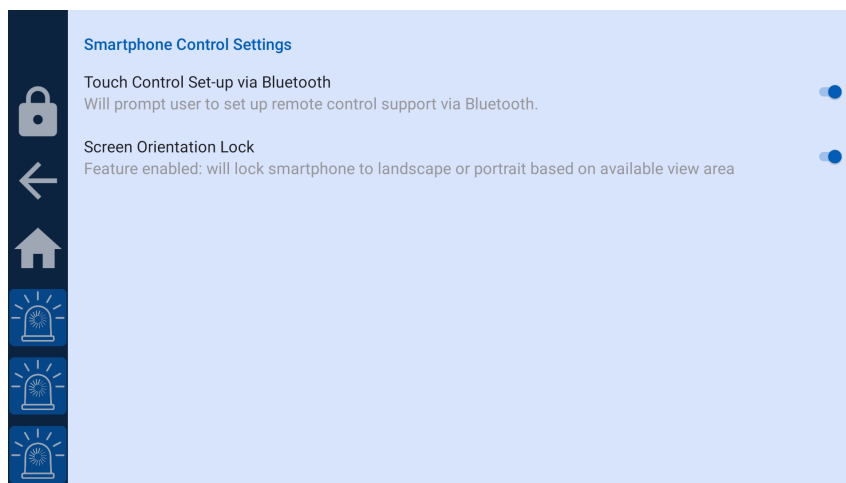 Smartphone Control Settings
Touch Control Set-up via Bluetooth
Will prompt user to set up remote control support via Bluetooth.
Screen Orientation Lock
Feature enabled: will lock smartphone to landscape or portrait based on available view area